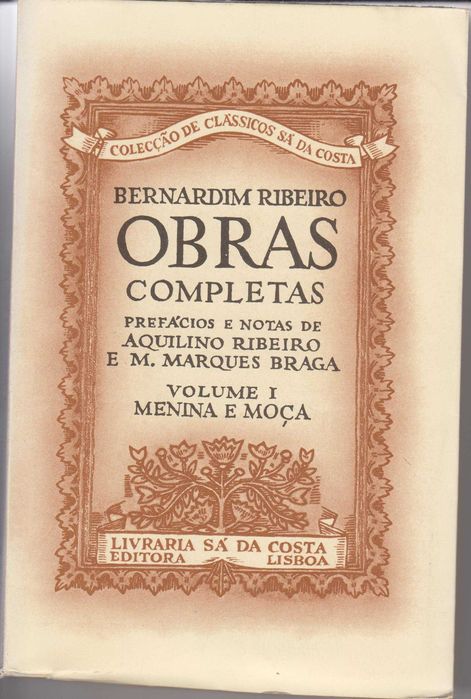 COLECÇÃO DE CLÁSSICOS SÁ DA COSTA
BERNARDIM RIBEIRO
OBRAS
COMPLETAS
PREFÁCIOS E NOTAS DE
AQUILINO RIBEIRO
E M. MARQUES BRAGA
VOLUME I
MENINA E MOÇA
LIVRARIA SÁ DA COSTA
EDITORA LISBOA